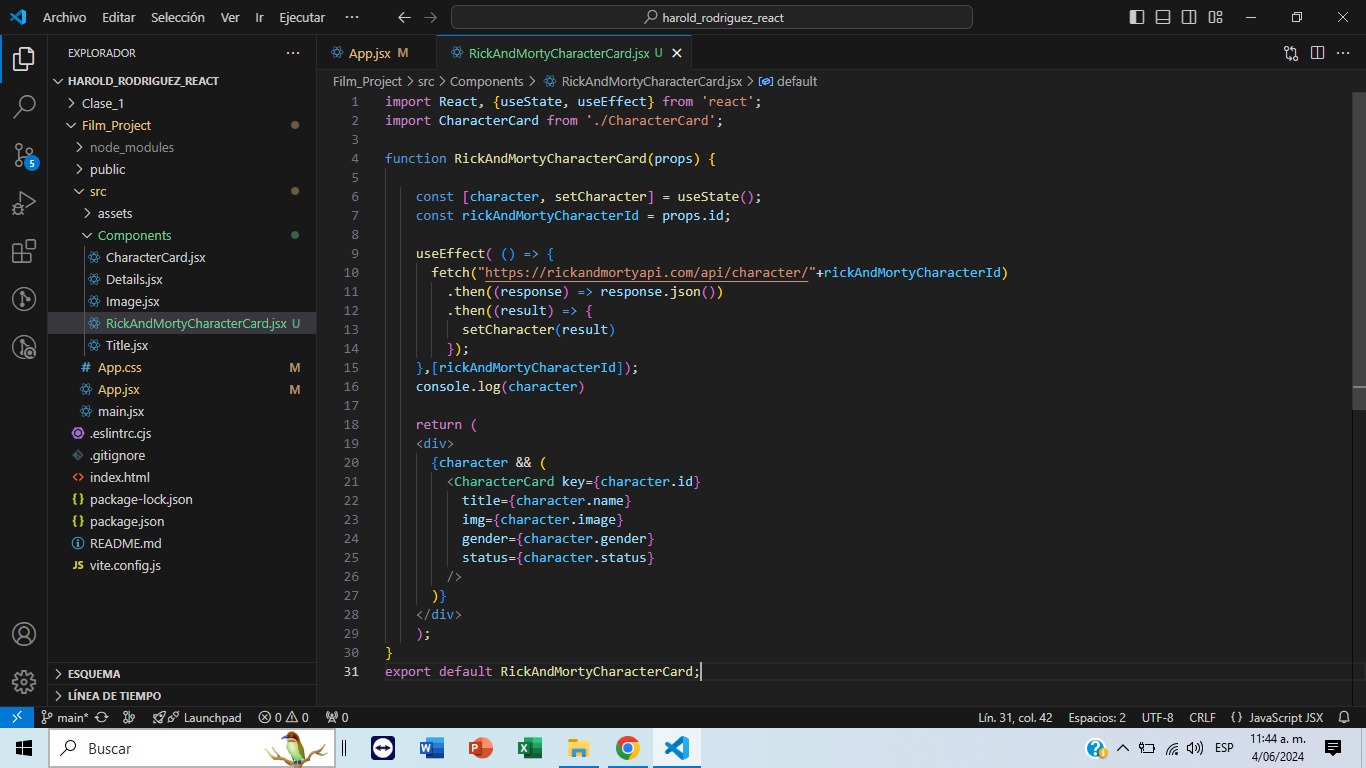 Archivo Editar Selección Ver Ir Ejecutar ··· harold_rodriguez_react
EXPLORADOR ···
HAROLD_RODRIGUEZ_REACT
Clase_1
Film_Project
node_modules
public
src
assets
Components
CharacterCard.jsx
Details.jsx
Image.jsx
RickAndMortyCharacterCard.jsx U
Title.jsx
# App.css M
App.jsx M
main.jsx
.eslintrc.cjs
.gitignore
<> index.html
{} package-lock.json
{} package.json
README.md
JS vite.config.js
ESQUEMA
LÍNEA DE TIEMPO
5
App.jsx M RickAndMortyCharacterCard.jsx U
Film_Project > src > Components > RickAndMortyCharacterCard.jsx > default
1 import React, {useState, useEffect} from 'react';
2 import CharacterCard from './CharacterCard';
3
4 function RickAndMortyCharacterCard(props) {
5
6 const [character, setCharacter] = useState();
7 const rickAndMortyCharacterId = props.id;
8
9 useEffect( () => {
10 fetch("https://rickandmortyapi.com/api/character/"+rickAndMortyCharacterId)
11 .then((response) => response.json())
12 .then((result) => {
13 setCharacter(result)
14 });
15 },[rickAndMortyCharacterId]);
16 console.log(character)
17
18 return (
19 <div>
20 {character && (
21 <CharacterCard key={character.id}
22 title={character.name}
23 img={character.image}
24 gender={character.gender}
25 status={character.status}
26 />
27 )}
28 </div>
29 );
30 }
31 export default RickAndMortyCharacterCard;
main* Launchpad 0 0 0 Lín. 31, col. 42 Espacios: 2 UTF-8 CRLF {} JavaScript JSX
Buscar ESP 11:44 a. m.
4/06/2024